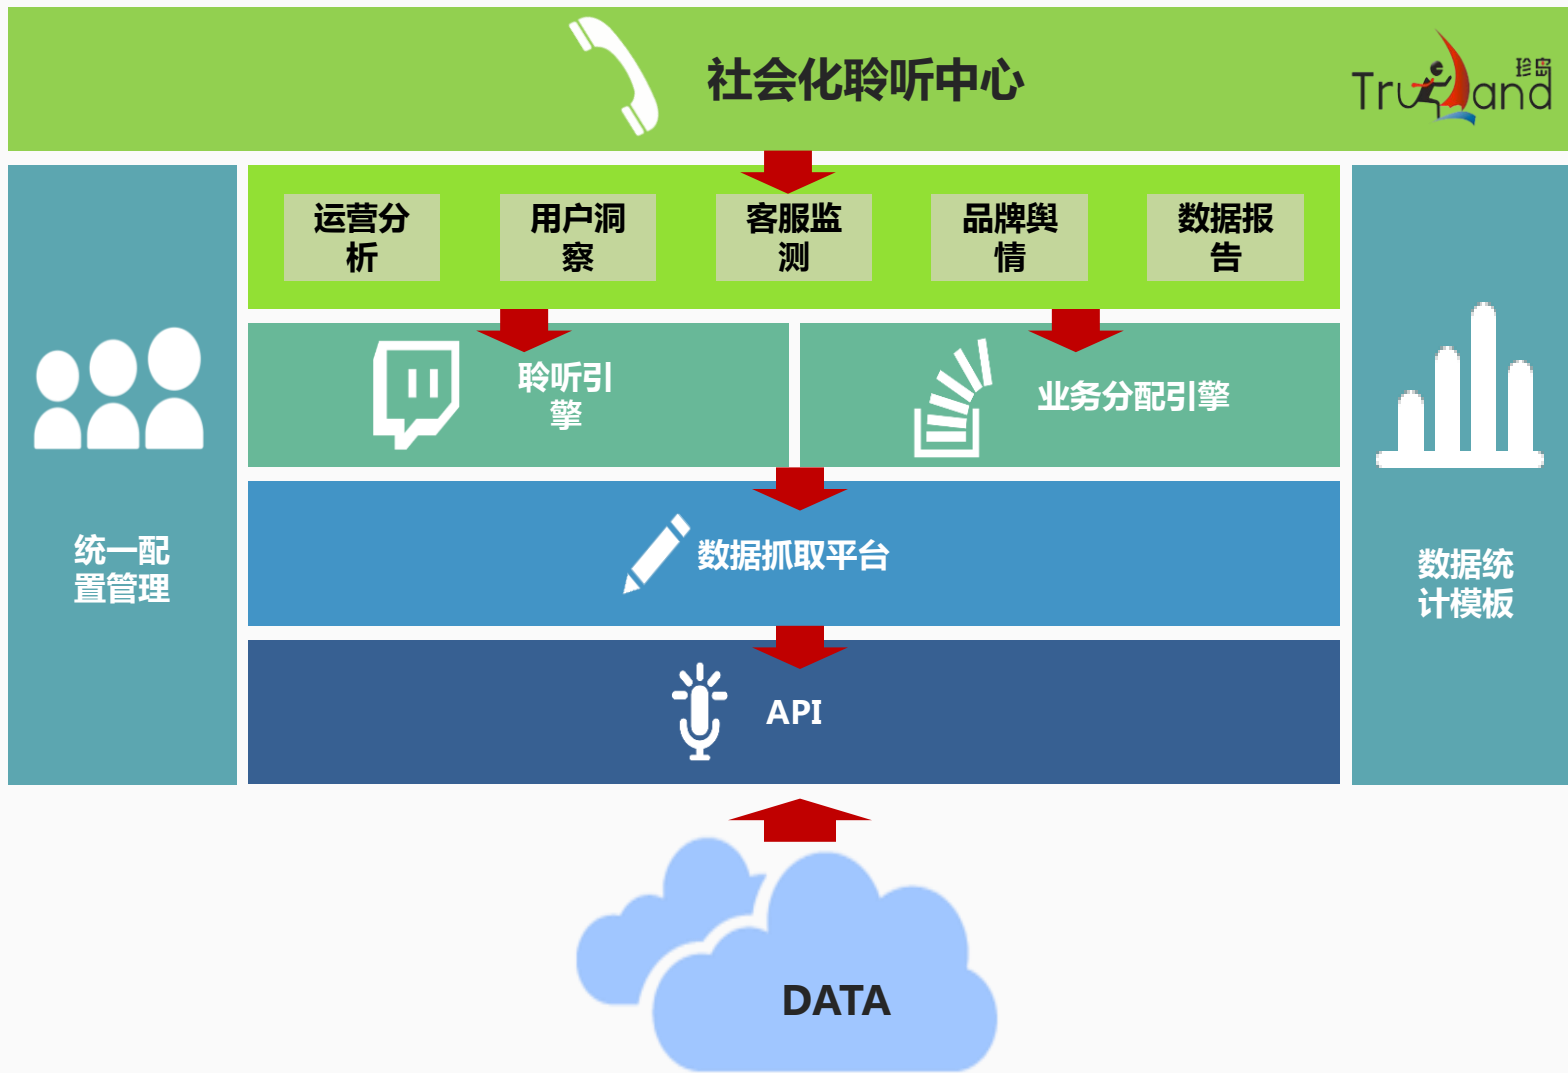 社会化聆听中心
珍岛
Trueland
运营分
析
用户洞
察
客服监
测
品牌舆
情
数据报
告
聆听引
擎
业务分配引擎
统一配
置管理
数据统
计模板
数据抓取平台
API
DATA